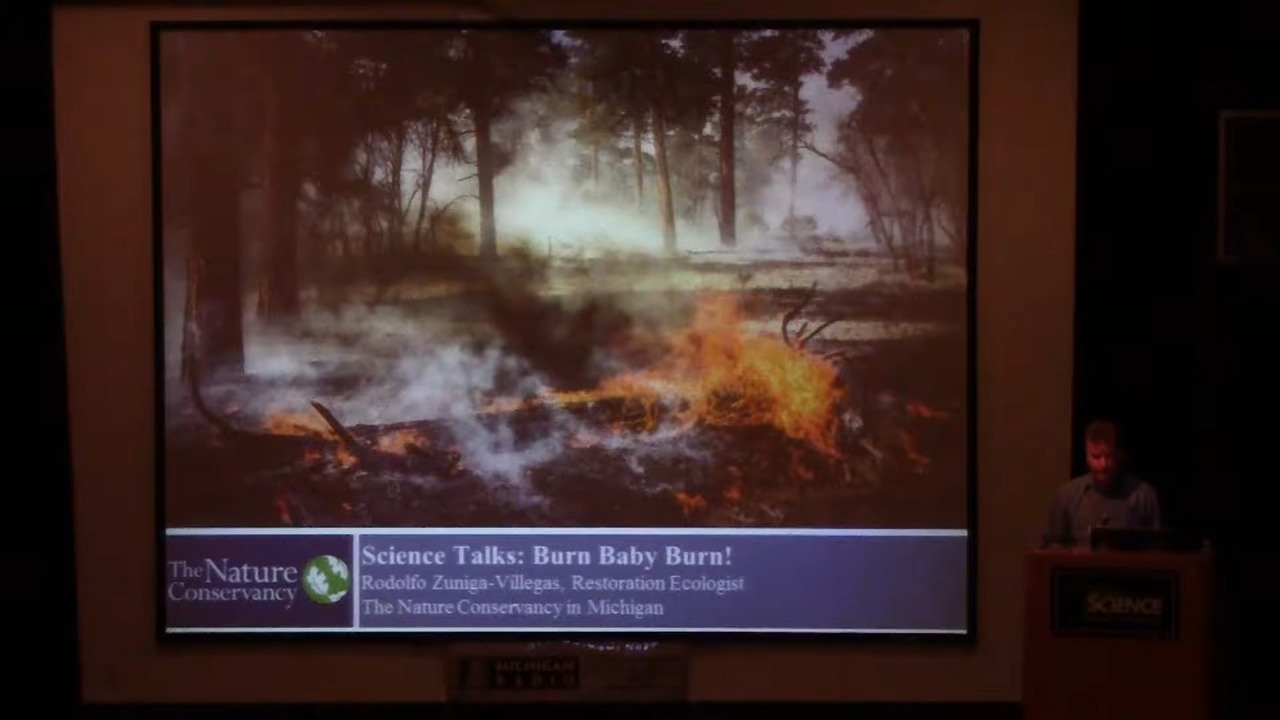 The Nature
Conservancy
Science Talks: Burn Baby Burn!
Rodolfo Zuniga-Villegas, Restoration Ecologist
The Nature Conservancy in Michigan
SCIENCE
MICHIGAN
RADIO